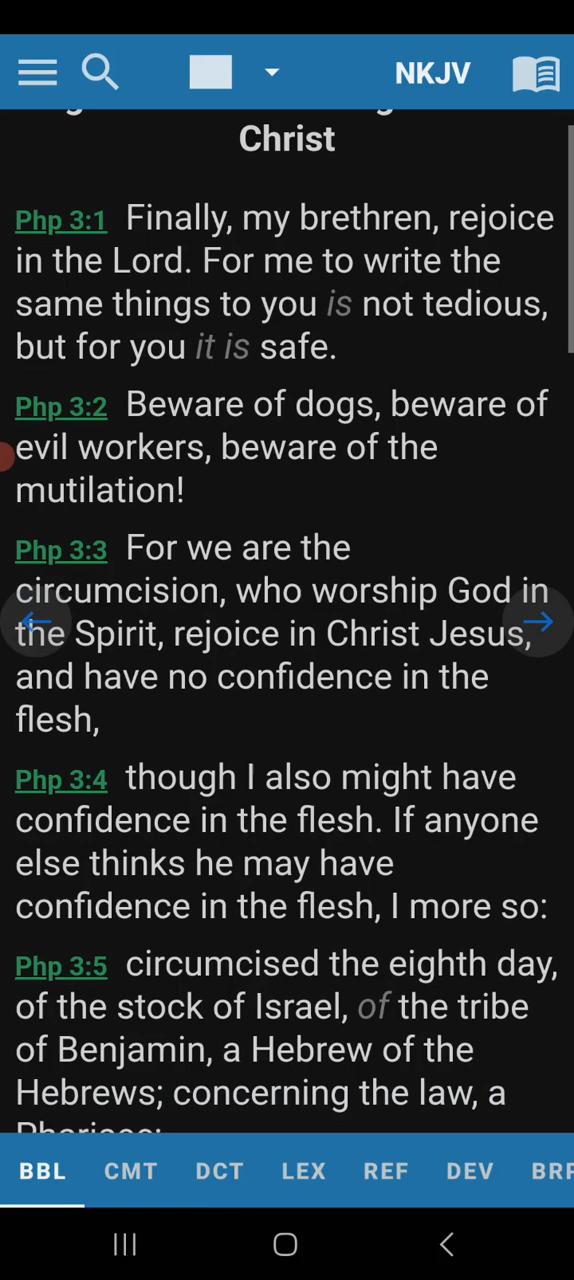 NKJV
Christ
Php 3:1 Finally, my brethren, rejoice
in the Lord. For me to write the
same things to you is not tedious,
but for you it is safe.
Php 3:2 Beware of dogs, beware of
evil workers, beware of the
mutilation!
Php 3:3 For we are the
circumcision, who worship God in
the Spirit, rejoice in Christ Jesus,
and have no confidence in the
flesh,
Php 3:4 though I also might have
confidence in the flesh. If anyone
else thinks he may have
confidence in the flesh, I more so:
Php 3:5 circumcised the eighth day,
of the stock of Israel, of the tribe
of Benjamin, a Hebrew of the
Hebrews; concerning the law, a
Pharisee;
BBL CMT DCT LEX REF DEV BRP